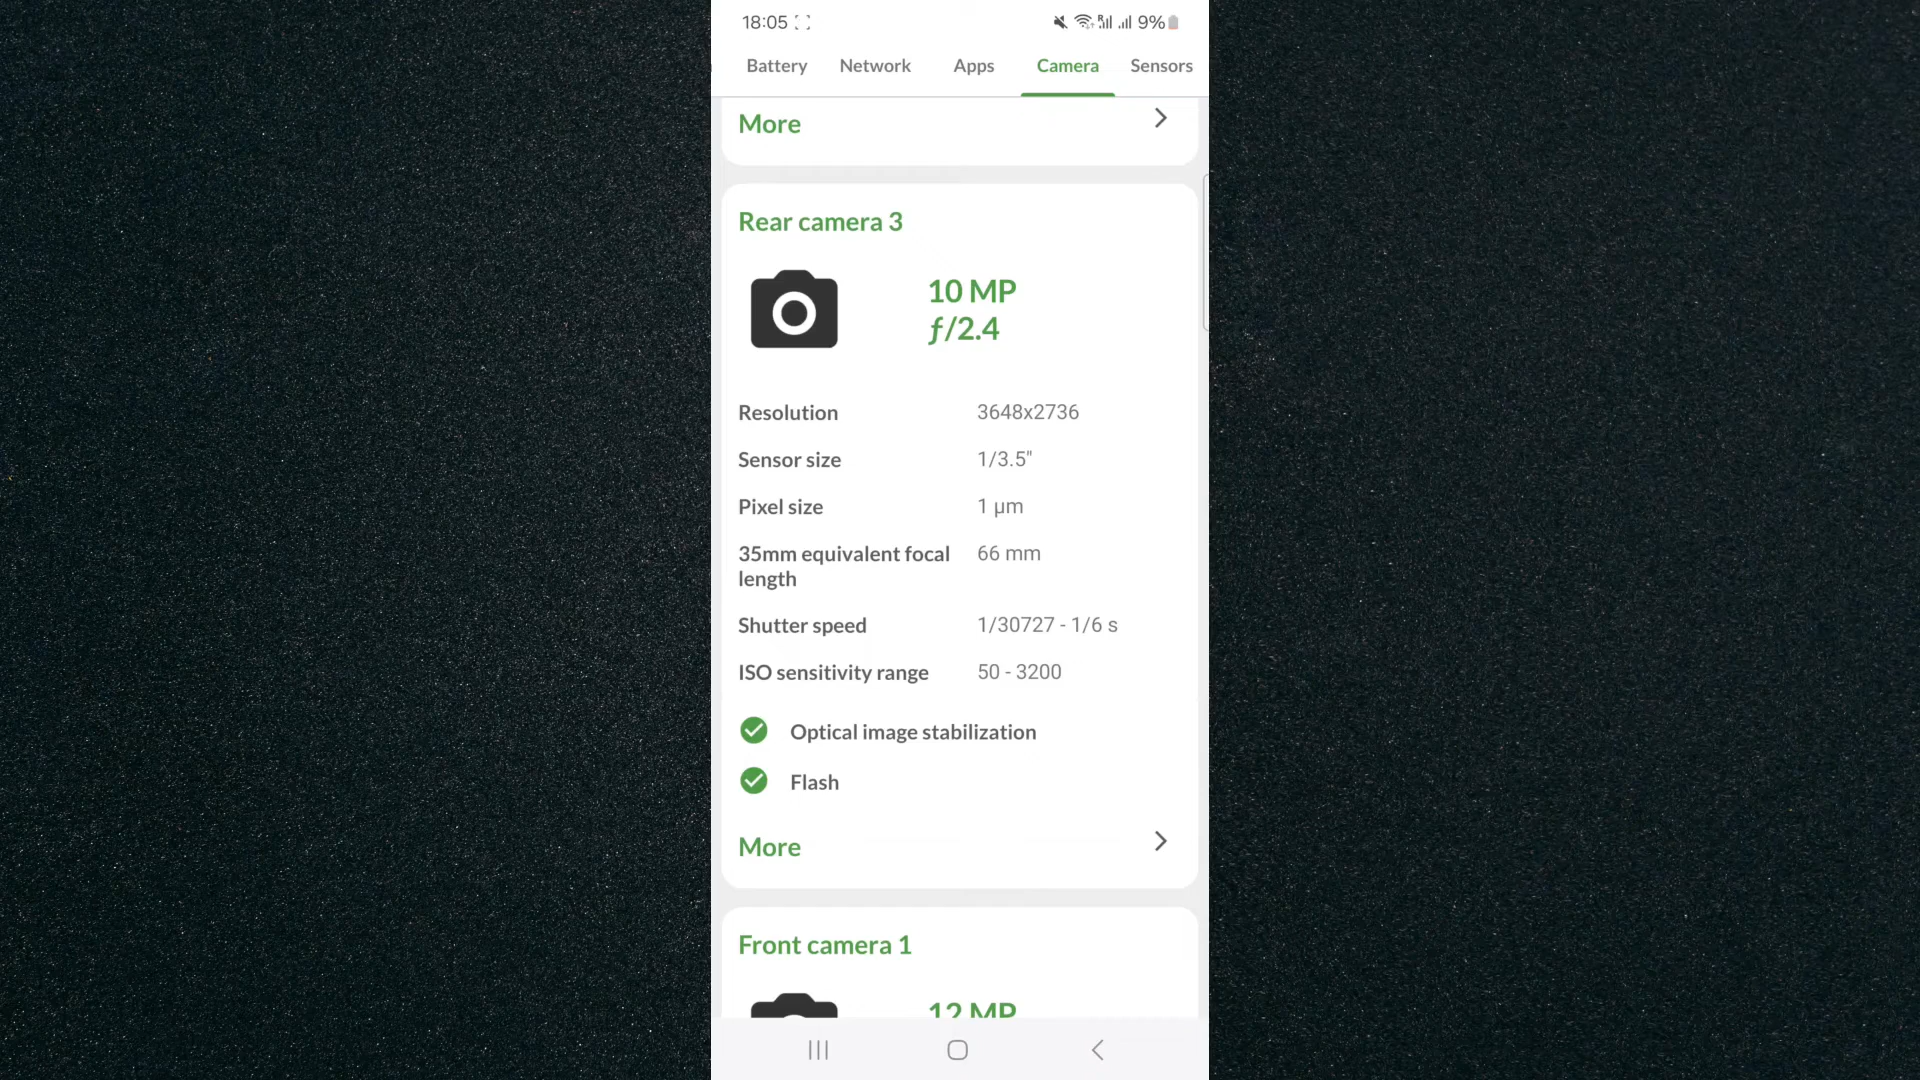 18:05 9%
Battery Network Apps Camera Sensors
More
Rear camera 3
10 MP
ƒ/2.4
Resolution 3648x2736
Sensor size 1/3.5"
Pixel size 1 µm
35mm equivalent focal 66 mm
length
Shutter speed 1/30727 - 1/6 s
ISO sensitivity range 50 - 3200
Optical image stabilization
Flash
More
Front camera 1
12 MP